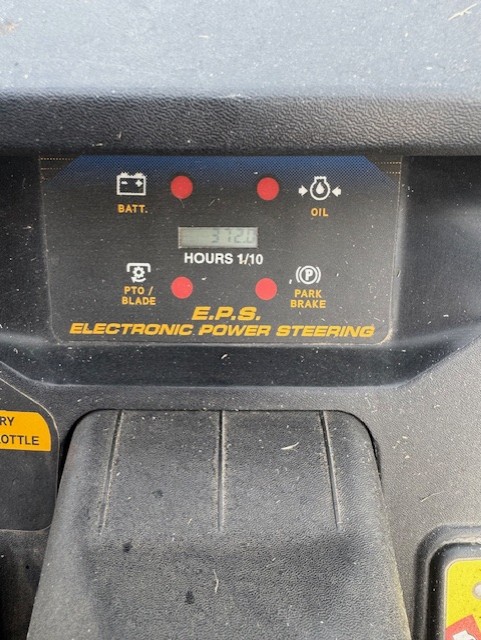 BATT.
OIL
372.0
HOURS 1/10
PTO /
BLADE
P
PARK
BRAKE
E.P.S.
ELECTRONIC POWER STEERING
RY
OTTLE